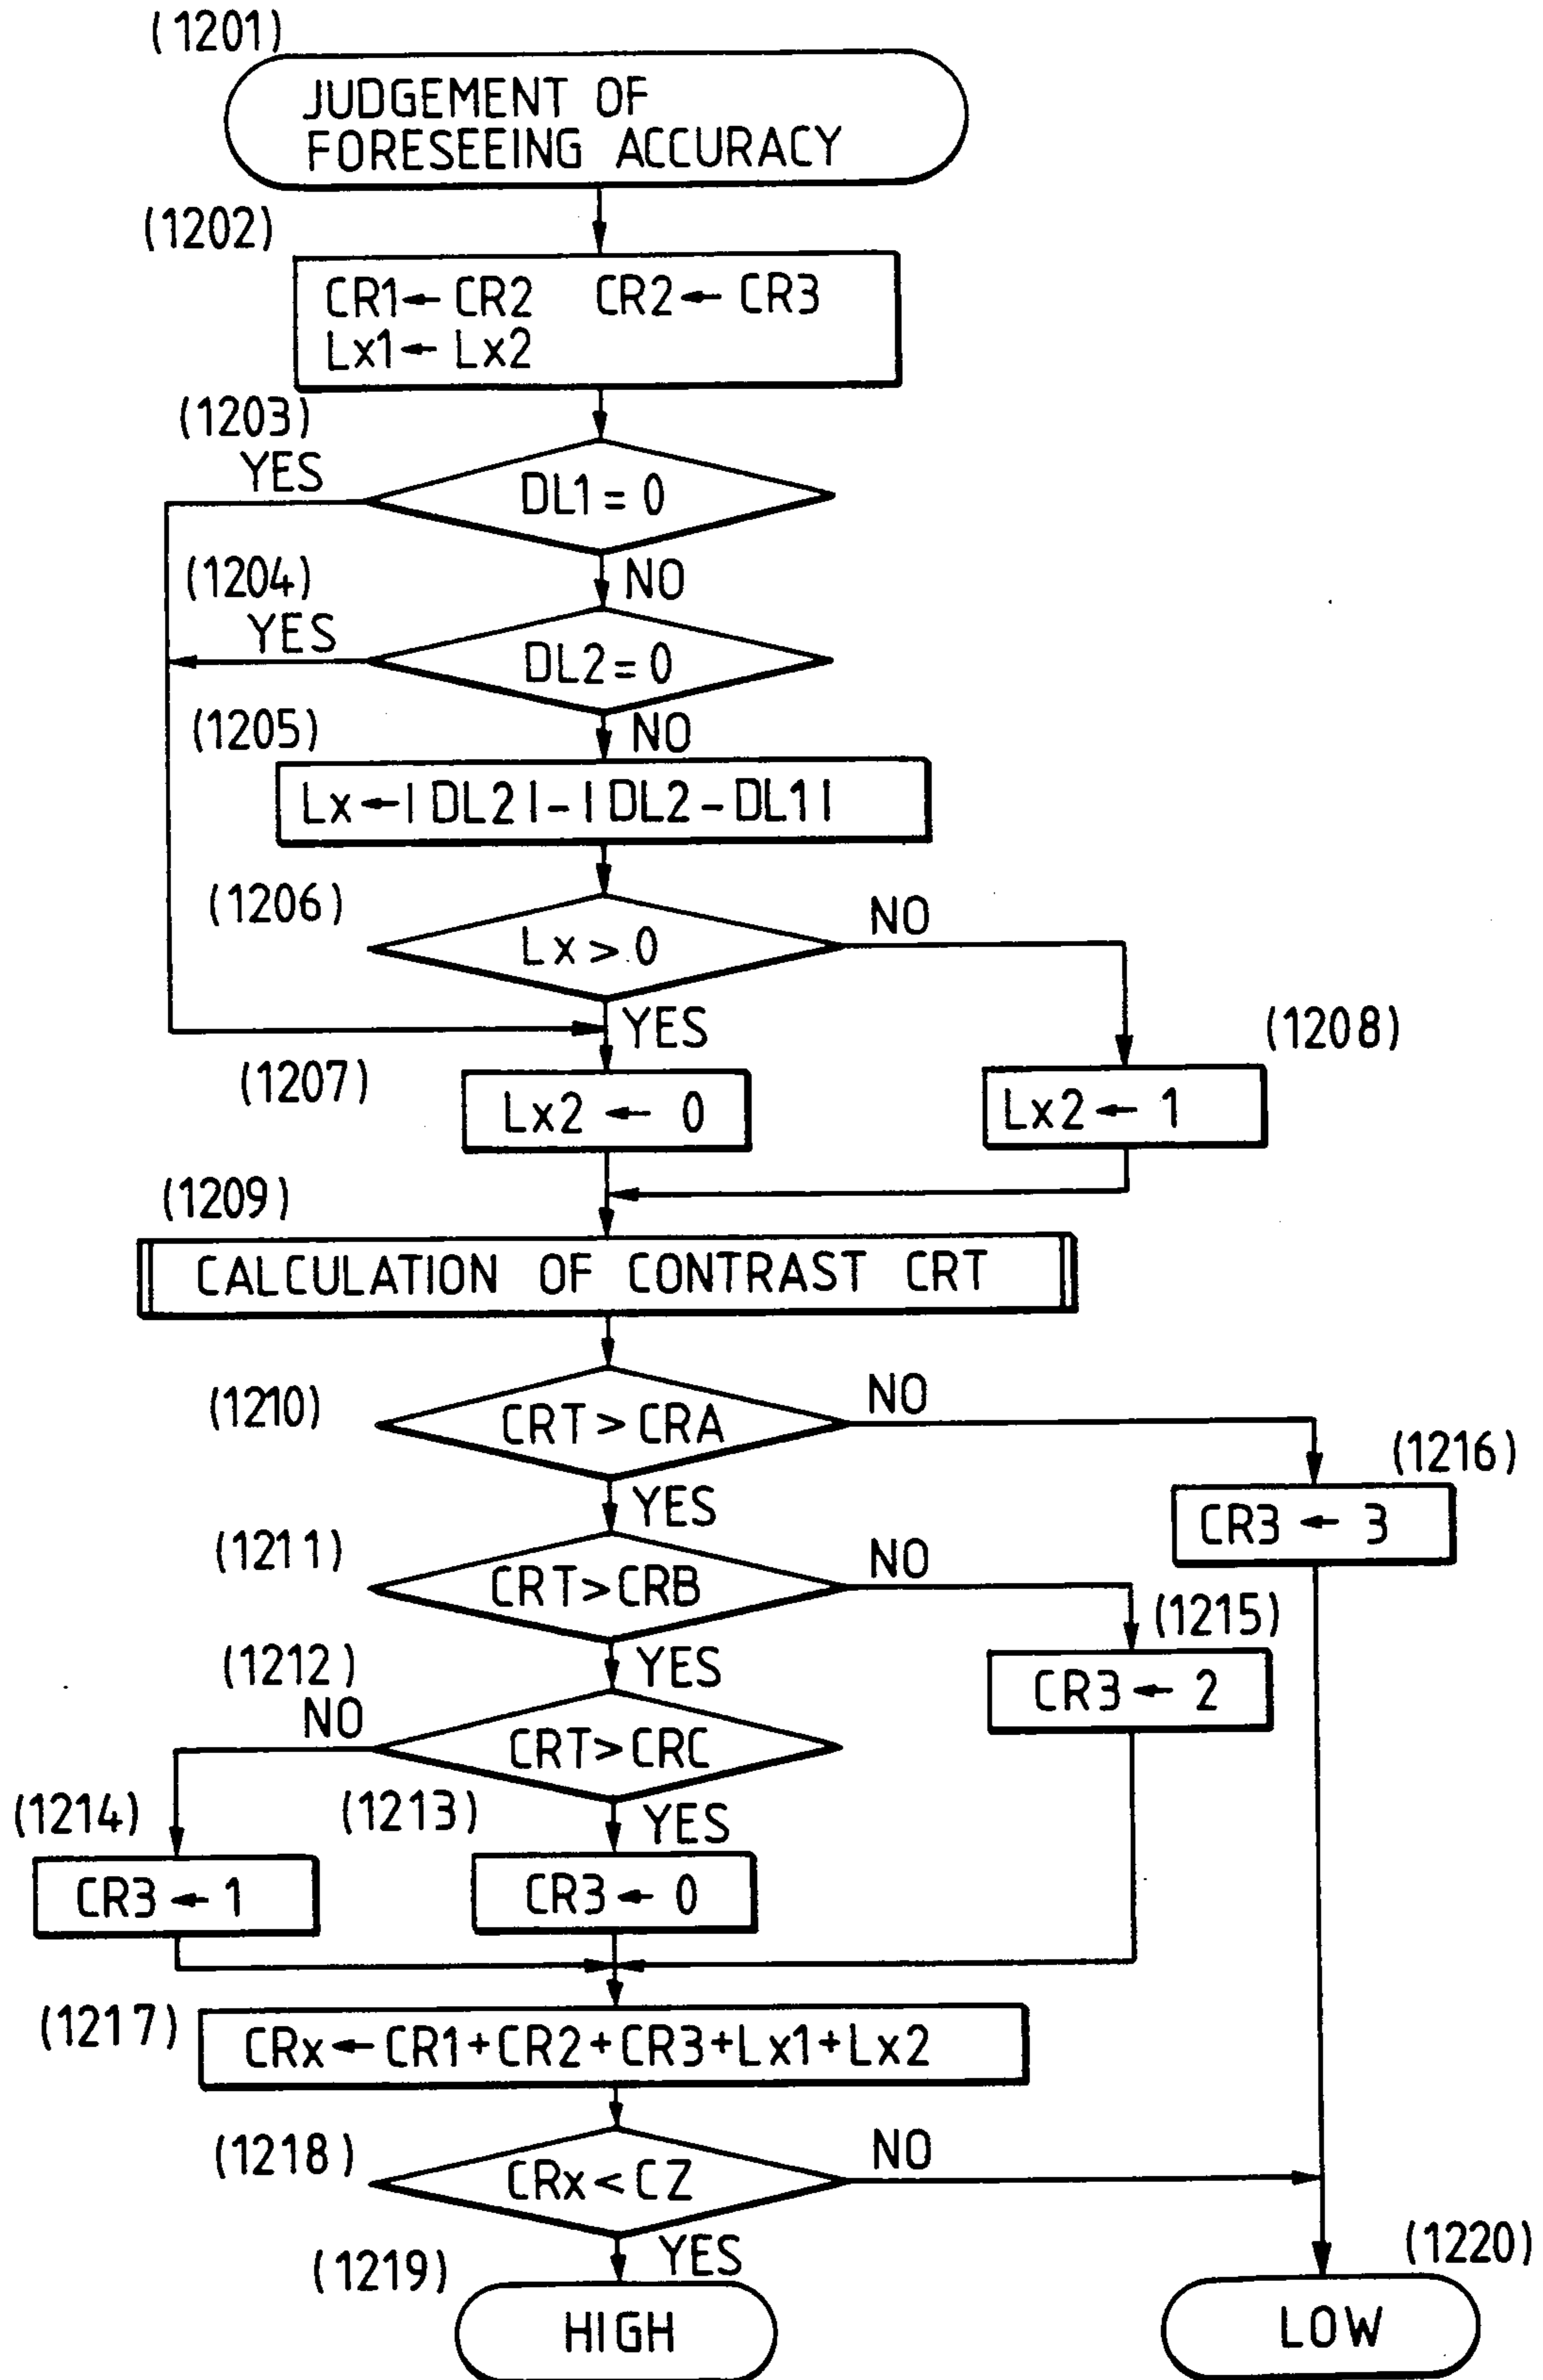 (1201)
JUDGEMENT OF
FORESEEING ACCURACY
(1202)
CR1← CR2 CR2← CR3
Lx1← Lx2
(1203)
YES
DL1 = 0
NO
(1204)
YES
DL2 = 0
NO
(1205)
Lx ←| DL2 | - | DL2 - DL1 |
(1206)
Lx > 0
NO
YES
(1207)
Lx2 ← 0
(1208)
Lx2 ← 1
(1209)
CALCULATION OF CONTRAST CRT
(1210)
CRT > CRA
NO
YES
(1216)
CR3 ← 3
(1211)
CRT > CRB
NO
YES
(1215)
CR3 ← 2
(1212)
NO
CRT > CRC
YES
(1214)
CR3 ← 1
(1213)
CR3 ← 0
(1217)
CRx ← CR1+CR2+CR3+Lx1+Lx2
(1218)
CRx < CZ
NO
YES
(1219)
HIGH
(1220)
LOW